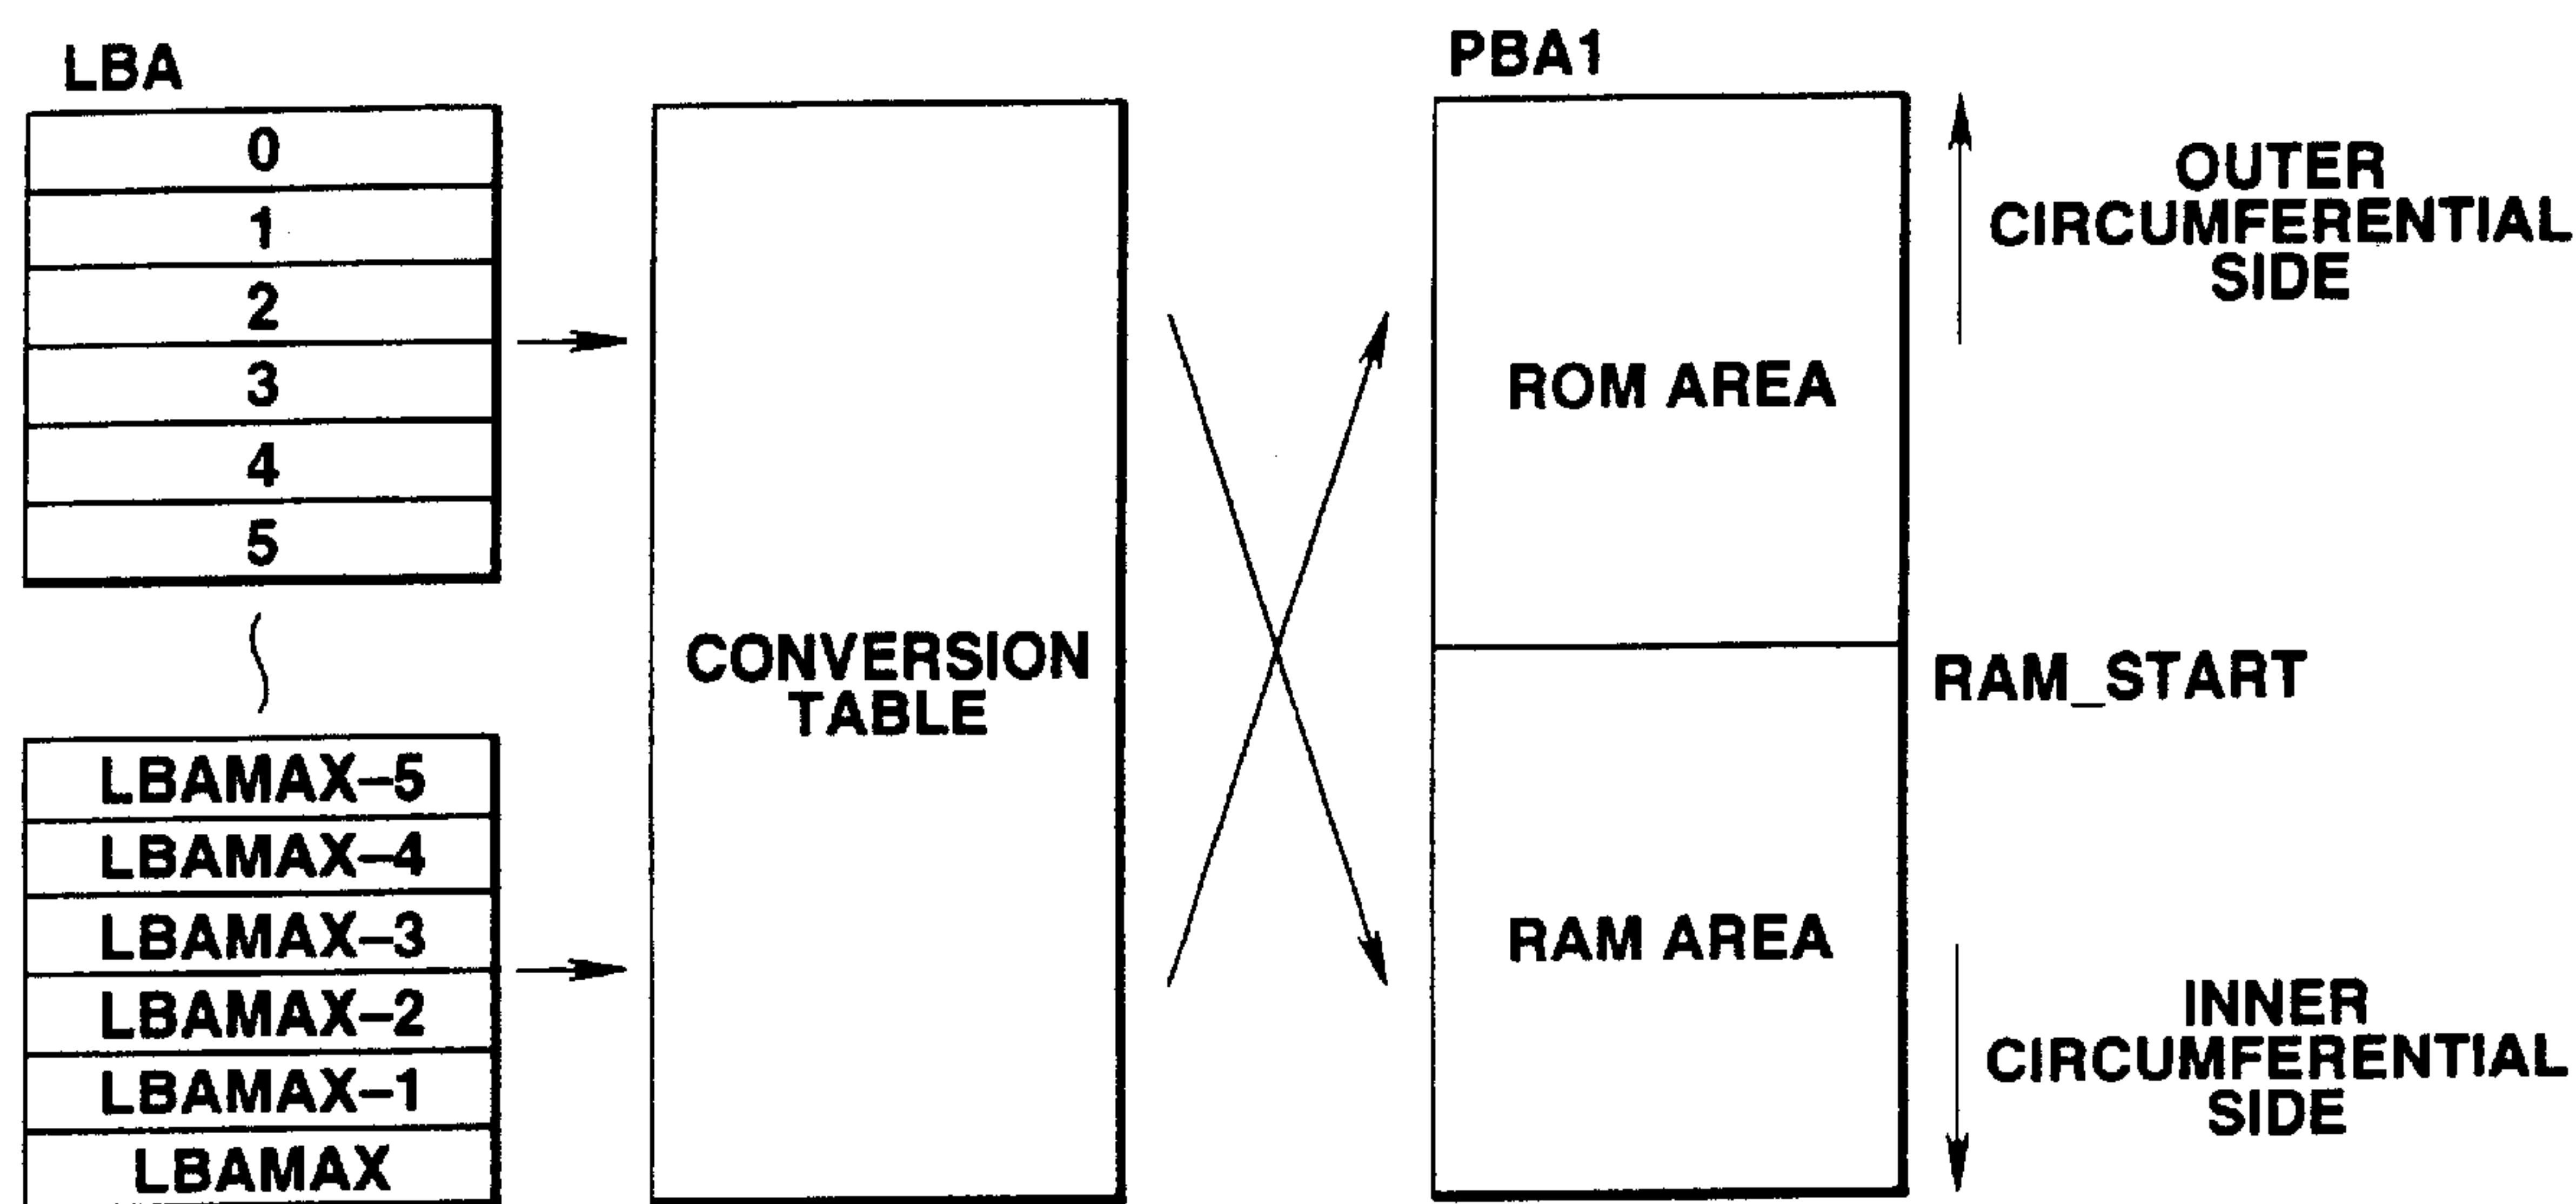 LBA
0
1
2
3
4
5
LBAMAX–5
LBAMAX–4
LBAMAX–3
LBAMAX–2
LBAMAX–1
LBAMAX
CONVERSION
TABLE
PBA1
ROM AREA
RAM AREA
OUTER
CIRCUMFERENTIAL
SIDE
RAM_START
INNER
CIRCUMFERENTIAL
SIDE